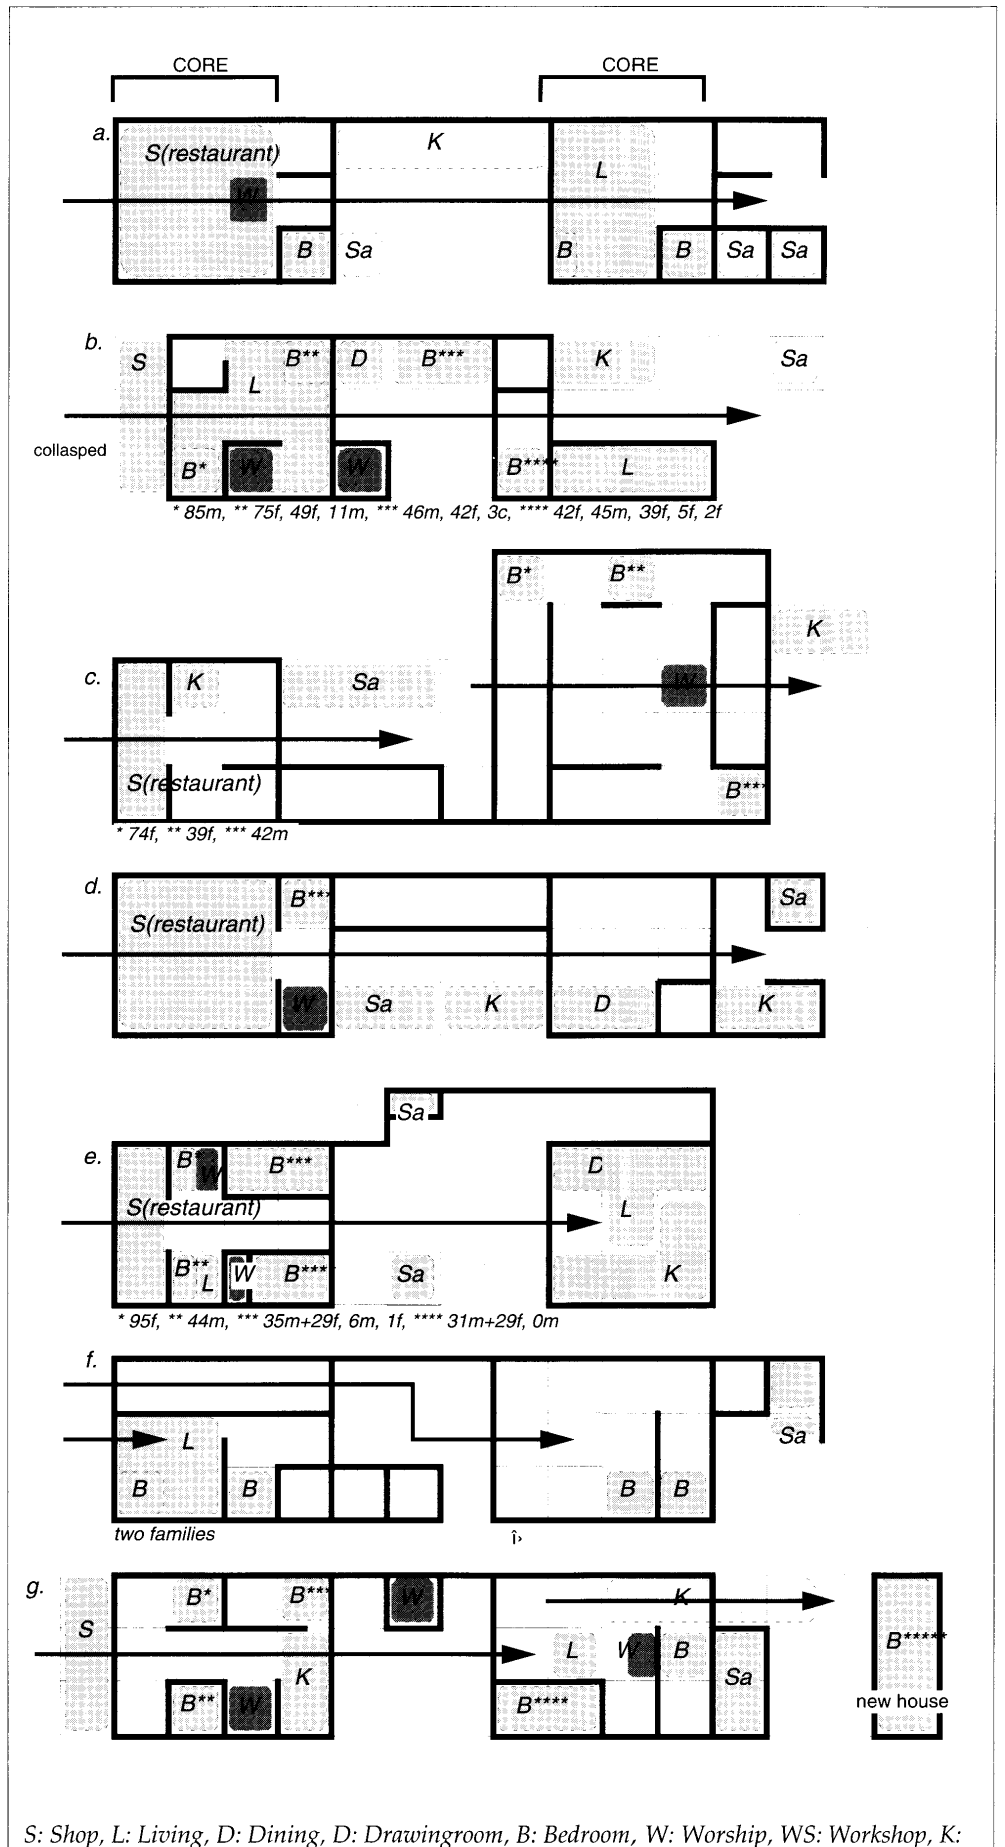 CORE CORE
a.
S(restaurant) K L
W
B Sa B B Sa Sa
b.
S L B** D B*** K Sa
collasped
B* W W B**** L
* 85m, ** 75f, 49f, 11m, *** 46m, 42f, 3c, **** 42f, 45m, 39f, 5f, 2f
B* B**
K
c.
K Sa W
S(restaurant) B***
* 74f, ** 39f, *** 42m
d.
S(restaurant) B*** Sa
W Sa K D K
Sa
e.
B* W B*** D
S(restaurant) L
B** L W B**** Sa K
* 95f, ** 44m, *** 35m+29f, 6m, 1f, **** 31m+29f, 0m
f.
L Sa
B B B B
two families
î›
g.
B* B*** W K
S L W B B*****
K Sa
B** W B****
new house
S: Shop, L: Living, D: Dining, D: Drawingroom, B: Bedroom, W: Worship, WS: Workshop, K: